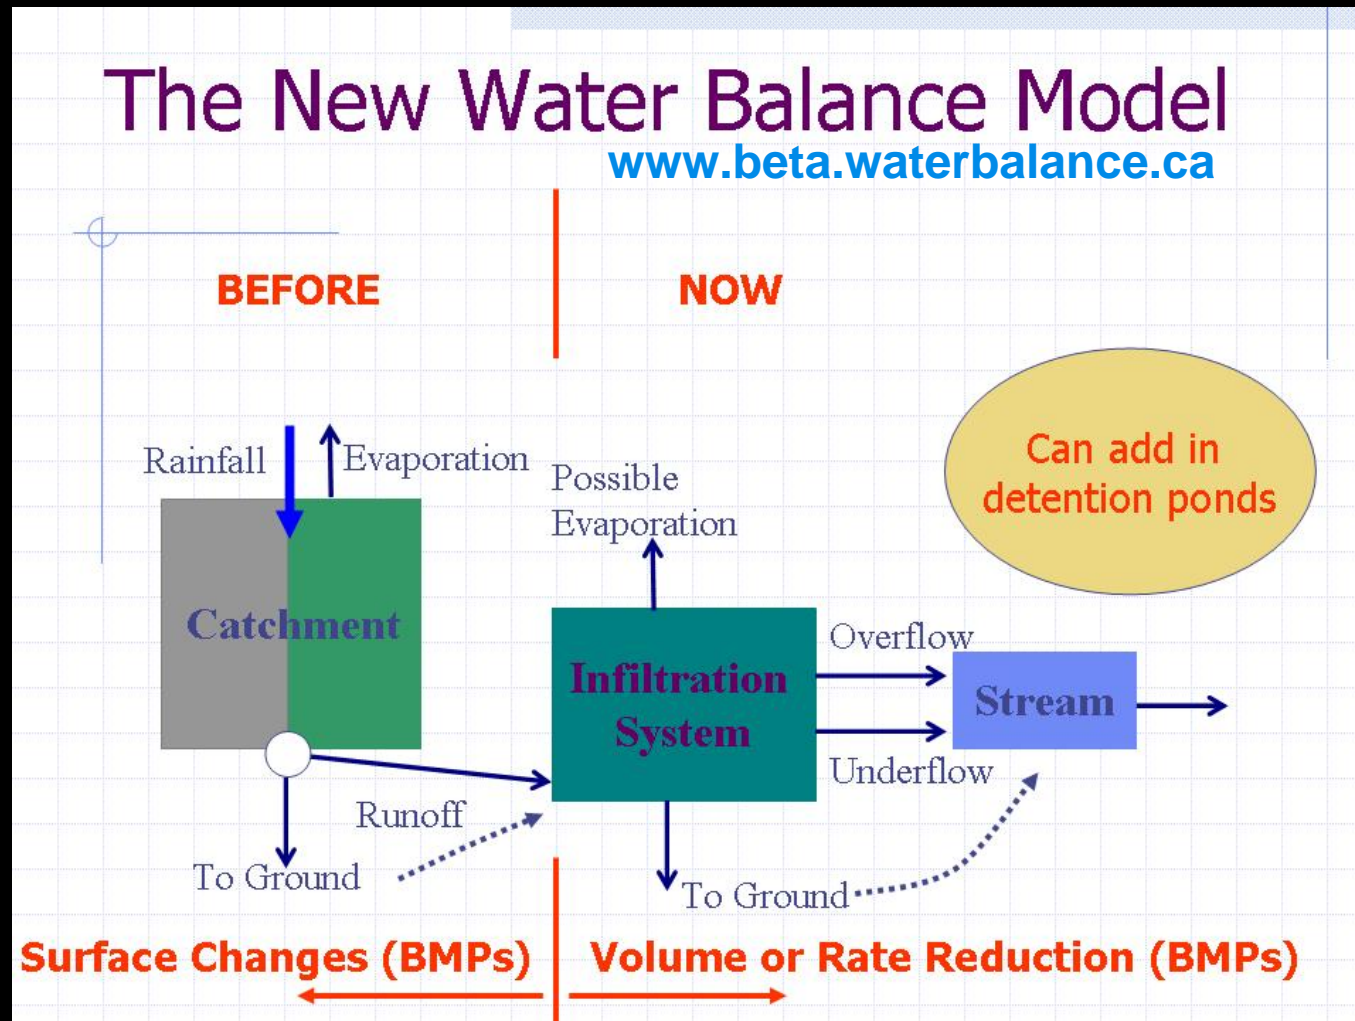 The New Water Balance Model
www.beta.waterbalance.ca
BEFORE
NOW
Rainfall
Evaporation
Possible
Evaporation
Can add in
detention ponds
Catchment
Infiltration
System
Overflow
Stream
Underflow
Runoff
To Ground
To Ground
Surface Changes (BMPs)
Volume or Rate Reduction (BMPs)